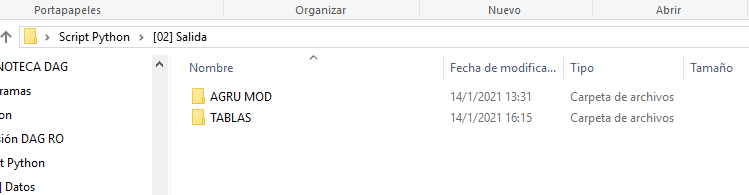 Portapapeles Organizar Nuevo Abrir
Script Python > [02] Salida
NOTECA DAG
Nombre Fecha de modifica... Tipo Tamaño
gramas
AGRU MOD 14/1/2021 13:31 Carpeta de archivos
on
TABLAS 14/1/2021 16:15 Carpeta de archivos
sión DAG RO
t Python
] Datos